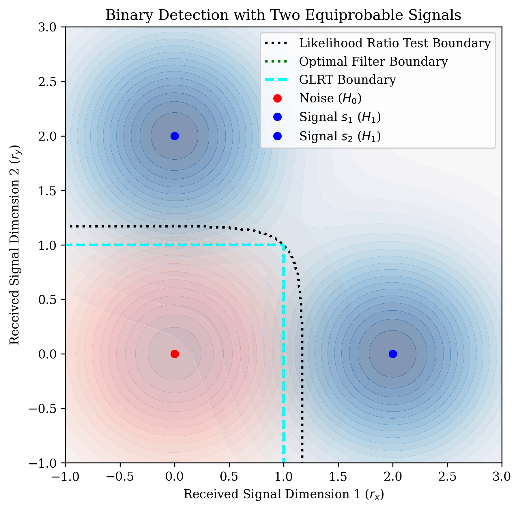 Binary Detection with Two Equiprobable Signals
Likelihood Ratio Test Boundary
Optimal Filter Boundary
GLRT Boundary
Noise (H₀)
Signal s₁ (H₁)
Signal s₂ (H₁)
Received Signal Dimension 2 (r_y)
3.0
2.5
2.0
1.5
1.0
0.5
0.0
−0.5
−1.0
−1.0 −0.5 0.0 0.5 1.0 1.5 2.0 2.5 3.0
Received Signal Dimension 1 (r_x)